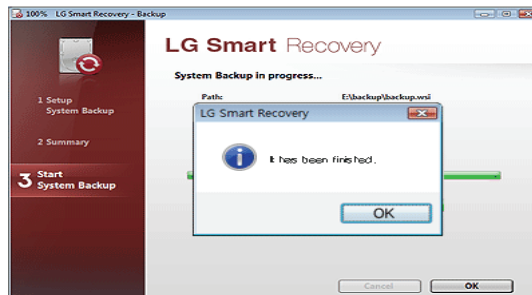 100% LG Smart Recovery - Backup
LG Smart Recovery
System Backup in progress...
Path: E:\backup\backup.wsi
1 Setup
System Backup
2 Summary
3 Start
System Backup
LG Smart Recovery
It has been finished.
OK
Cancel OK